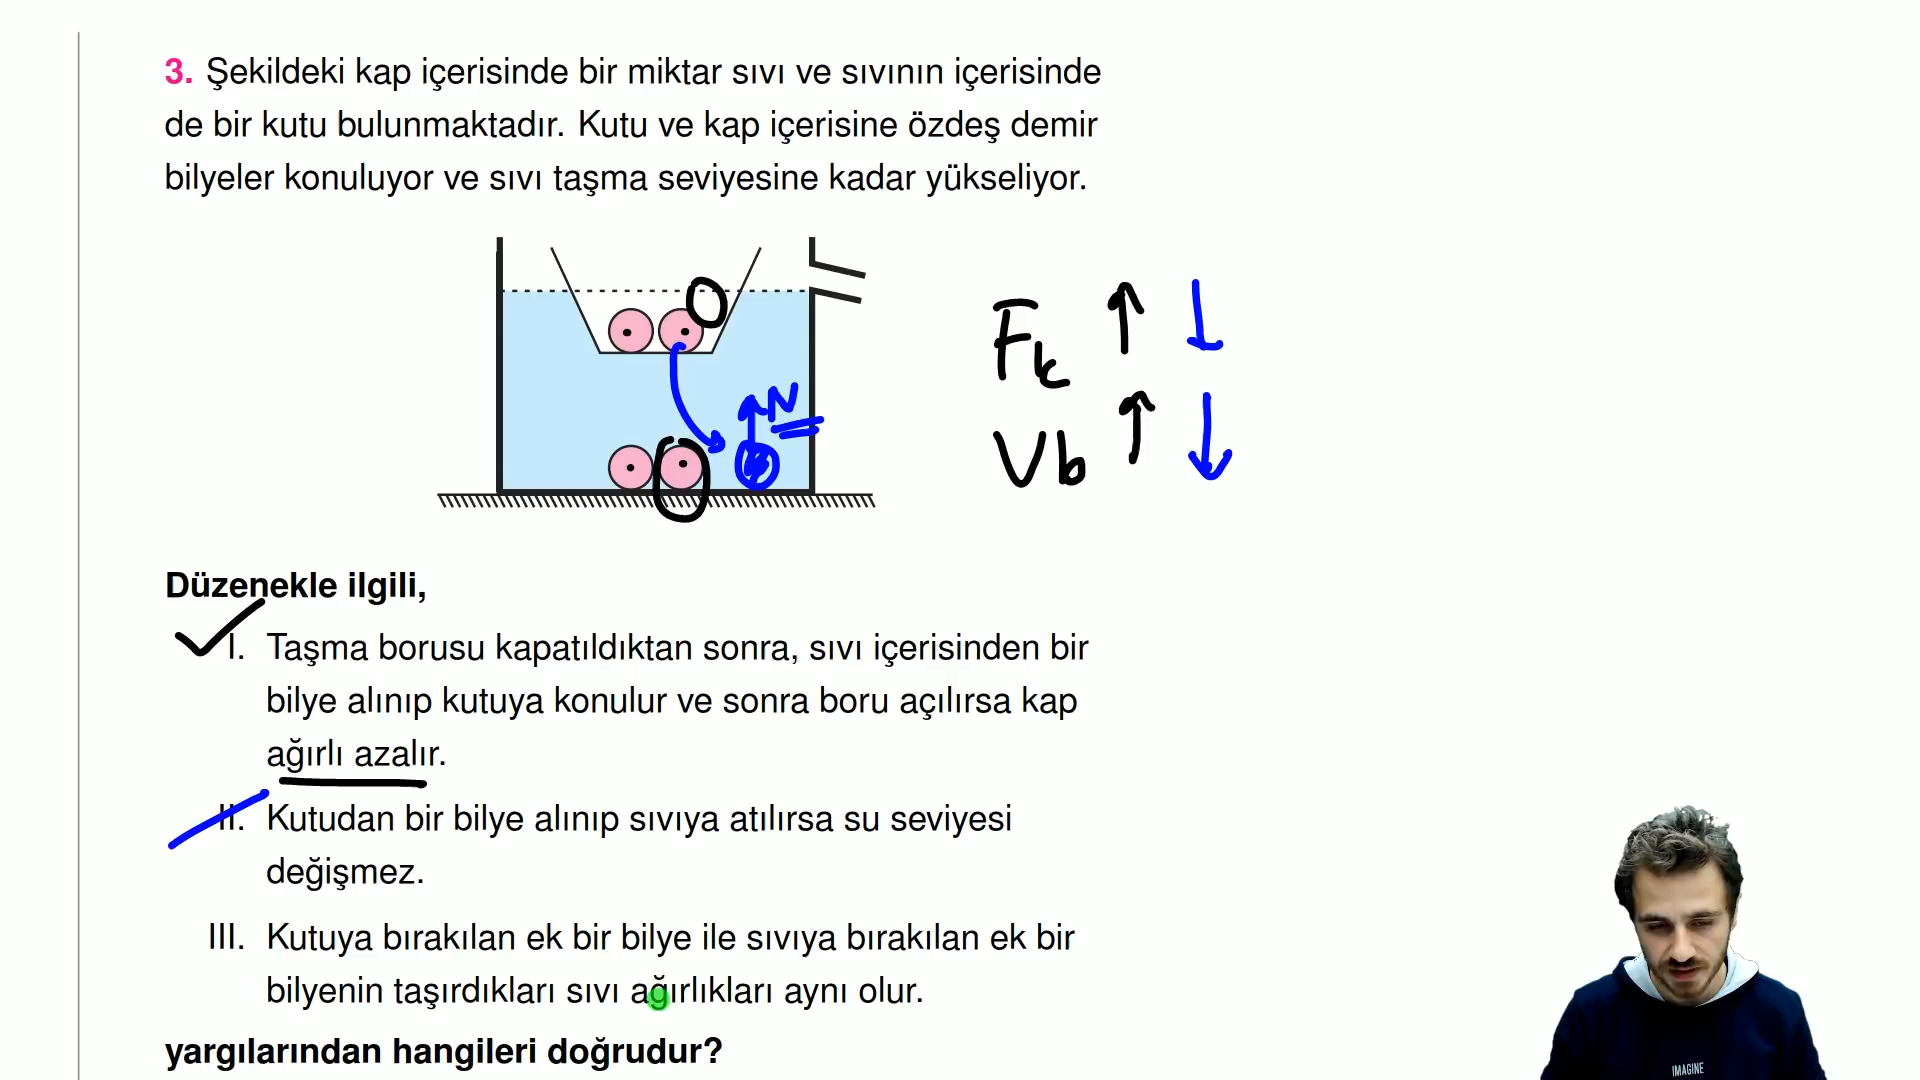 3. Şekildeki kap içerisinde bir miktar sıvı ve sıvının içerisinde
de bir kutu bulunmaktadır. Kutu ve kap içerisine özdeş demir
bilyeler konuluyor ve sıvı taşma seviyesine kadar yükseliyor.
N
Fk
Vb
Düzenekle ilgili,
I. Taşma borusu kapatıldıktan sonra, sıvı içerisinden bir
bilye alınıp kutuya konulur ve sonra boru açılırsa kap
ağırlı azalır.
II. Kutudan bir bilye alınıp sıvıya atılırsa su seviyesi
değişmez.
III. Kutuya bırakılan ek bir bilye ile sıvıya bırakılan ek bir
bilyenin taşırdıkları sıvı ağırlıkları aynı olur.
yargılarından hangileri doğrudur?
IMAGINE